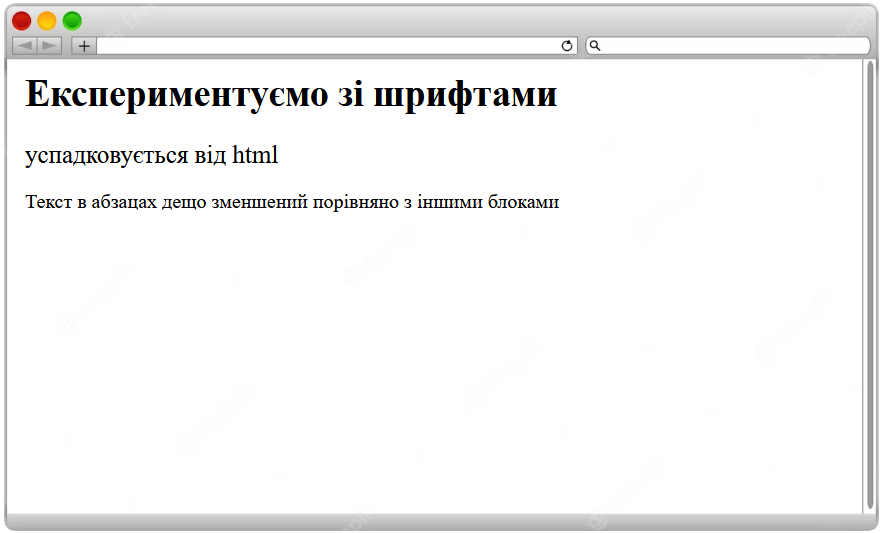 Експериментуємо зі шрифтами
успадковується від html
Текст в абзацах дещо зменшений порівняно з іншими блоками